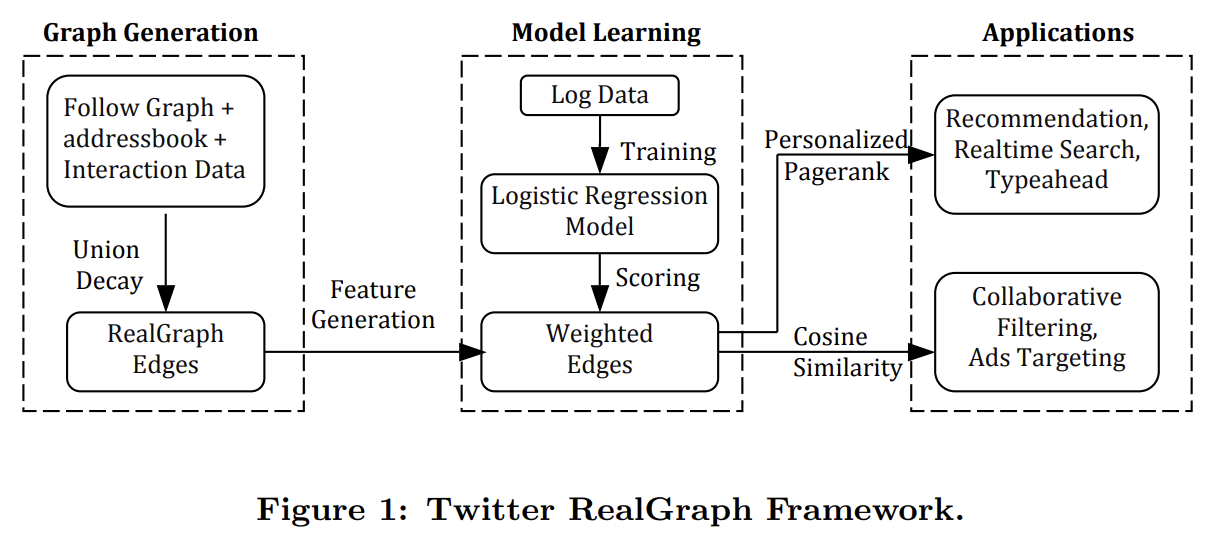 Graph Generation
Follow Graph +
addressbook +
Interaction Data
Union
Decay
RealGraph
Edges
Feature
Generation
Model Learning
Log Data
Training
Logistic Regression
Model
Scoring
Weighted
Edges
Personalized
Pagerank
Cosine
Similarity
Applications
Recommendation,
Realtime Search,
Typeahead
Collaborative
Filtering,
Ads Targeting
Figure 1: Twitter RealGraph Framework.